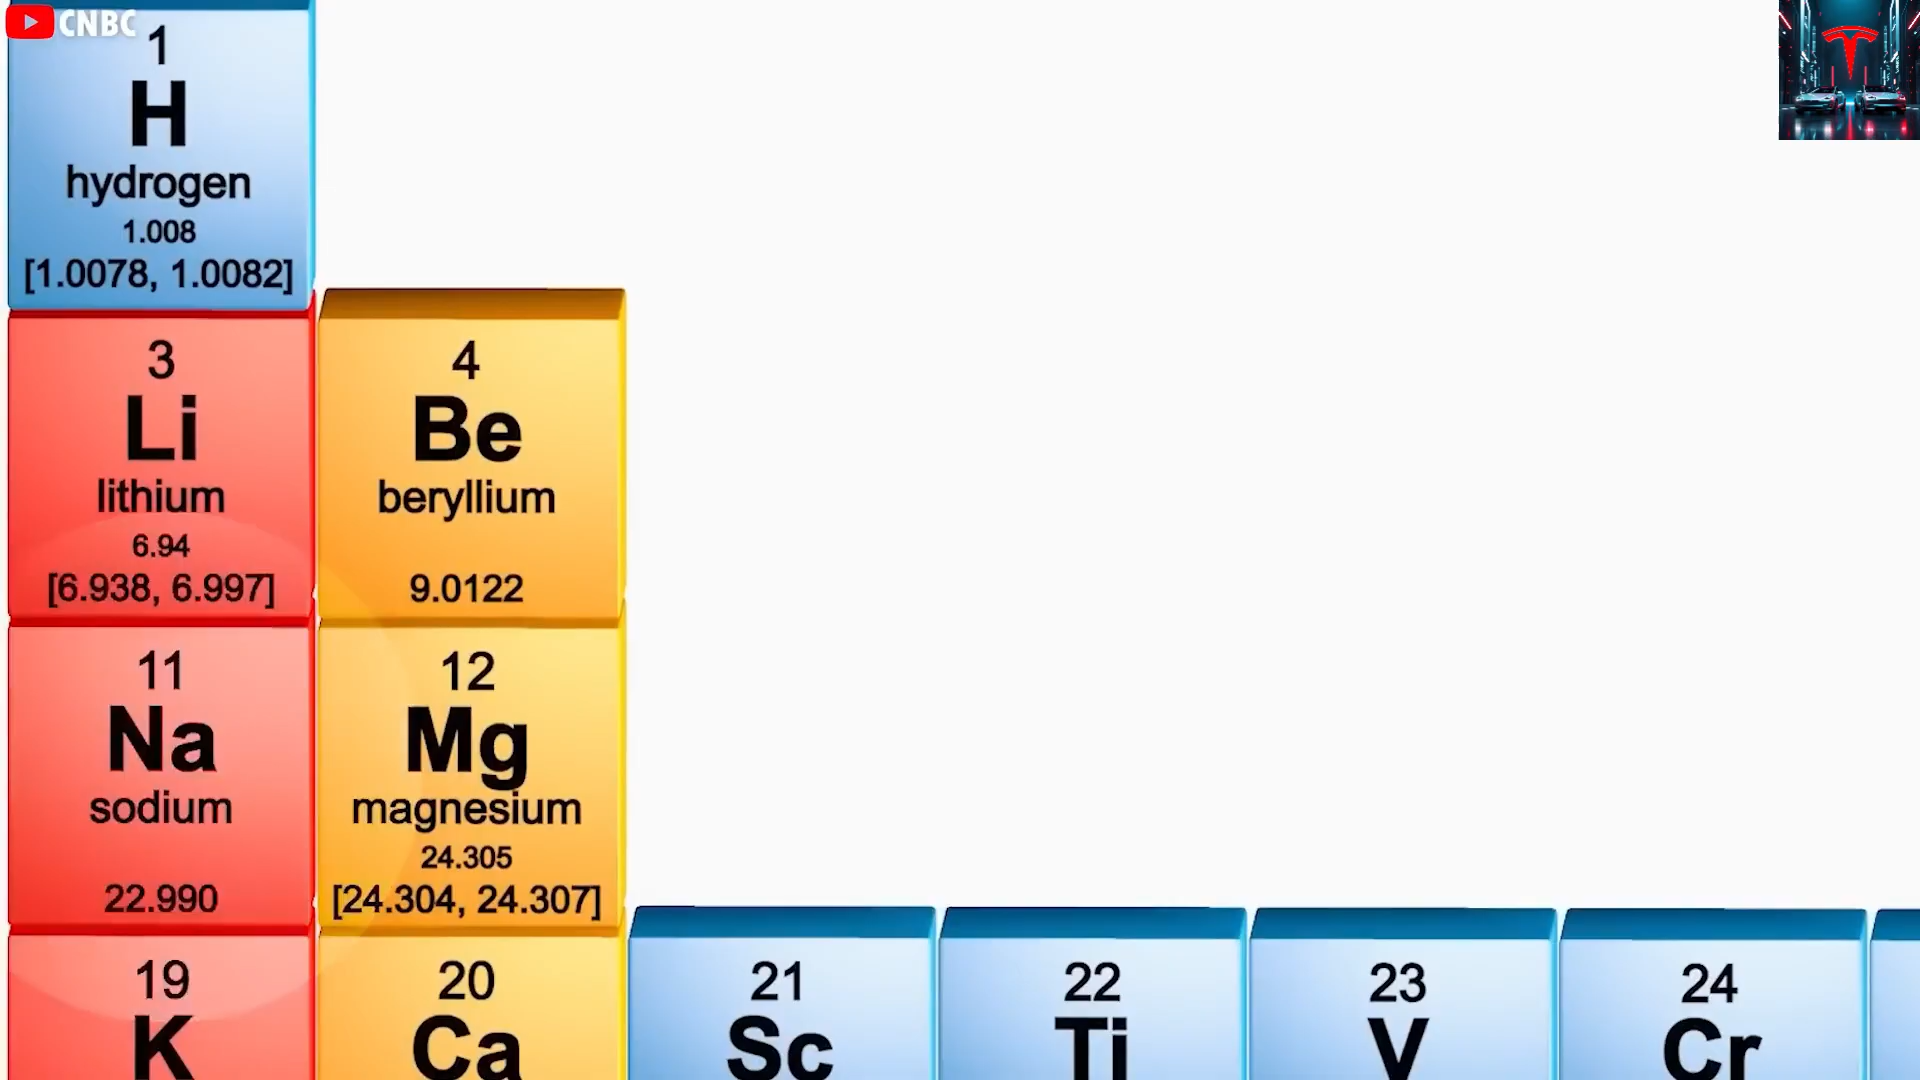 CNBC
1
H
hydrogen
1.008
[1.0078, 1.0082]
3
Li
lithium
6.94
[6.938, 6.997]
4
Be
beryllium
9.0122
11
Na
sodium
22.990
12
Mg
magnesium
24.305
[24.304, 24.307]
19
K
20
Ca
21
Sc
22
Ti
23
V
24
Cr